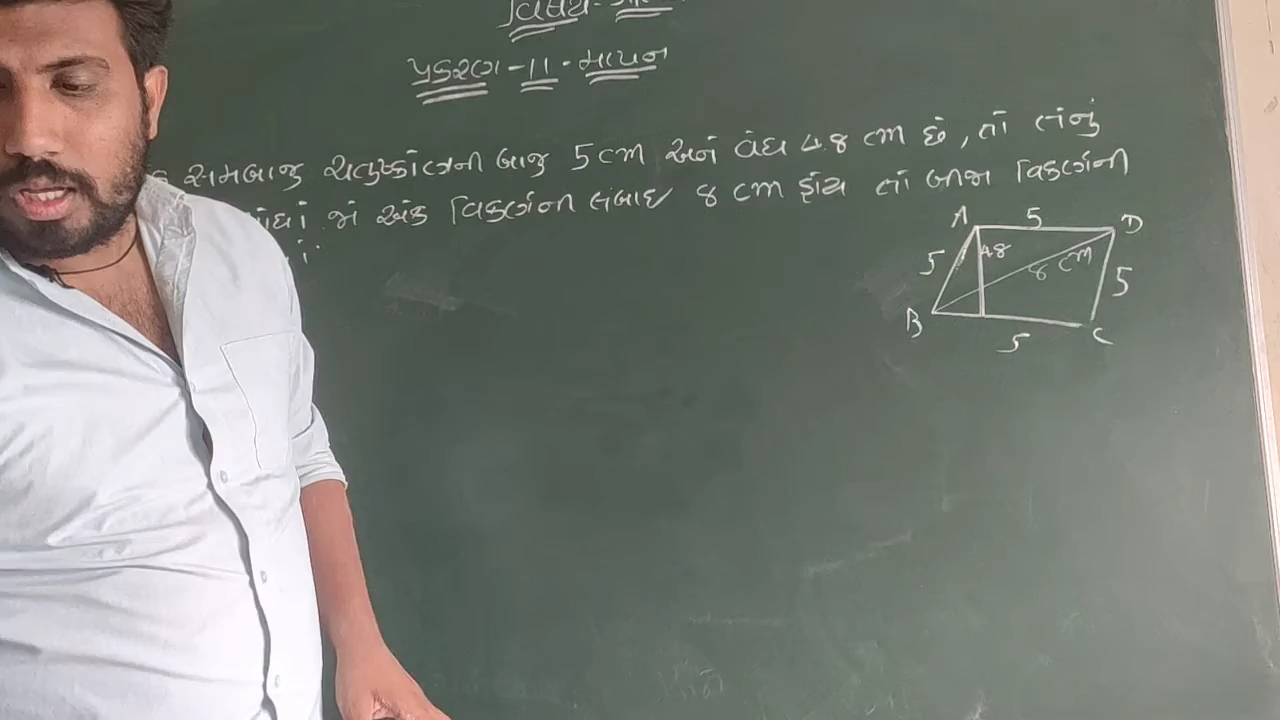 વિષય-
પ્રકરણ-11-માપન
સમબાજુ ચતુષ્કોણની બાજુ 5 cm અને વેધ 4.8 cm છે, તો તેનું
જો એક વિકર્ણની લંબાઇ 8 cm હોય તો બીજા વિકર્ણની
A 5 D
5 4.8 8 cm 5
B 5 C